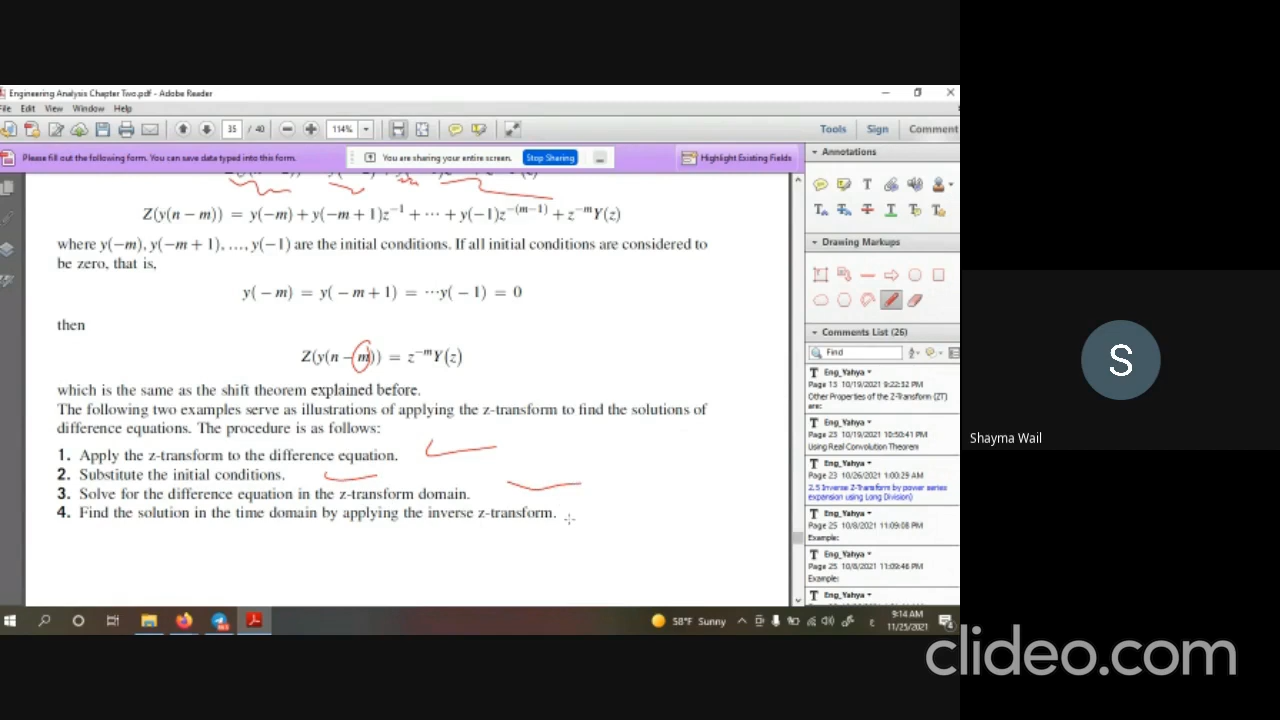 Engineering Analysis Chapter Two.pdf - Adobe Reader
File Edit View Window Help
35 / 40 114% Tools Sign Comment
Please fill out the following form. You can save data typed into this form.
You are sharing your entire screen. Stop Sharing
Highlight Existing Fields
Z(y(n − m)) = y(−m) + y(−m + 1)z⁻¹ + ⋯ + y(−1)z^−(m−1) + z^−m Y(z)
where y(−m), y(−m + 1), …, y(−1) are the initial conditions. If all initial conditions are considered to
be zero, that is,
y(−m) = y(−m + 1) = ⋯y(−1) = 0
then
Z(y(n − m)) = z^−m Y(z)
which is the same as the shift theorem explained before.
The following two examples serve as illustrations of applying the z-transform to find the solutions of
difference equations. The procedure is as follows:
1. Apply the z-transform to the difference equation.
2. Substitute the initial conditions.
3. Solve for the difference equation in the z-transform domain.
4. Find the solution in the time domain by applying the inverse z-transform.
Annotations
Drawing Markups
Comments List (26)
Find
Eng_Yahya
Page 13 10/19/2021 9:22:32 PM
Other Properties of the Z-Transform (ZT)
are:
Eng_Yahya
Page 23 10/19/2021 10:50:41 PM
Using Real Convolution Theorem
Eng_Yahya
Page 23 10/26/2021 1:00:29 AM
2.5 Inverse Z-Transform by power series
expansion using Long Division)
Eng_Yahya
Page 25 10/8/2021 11:09:08 PM
Example:
Eng_Yahya
Page 25 10/8/2021 11:09:46 PM
Example:
Eng_Yahya
58°F Sunny
9:14 AM
11/25/2021
S
Shayma Wail
clideo.com